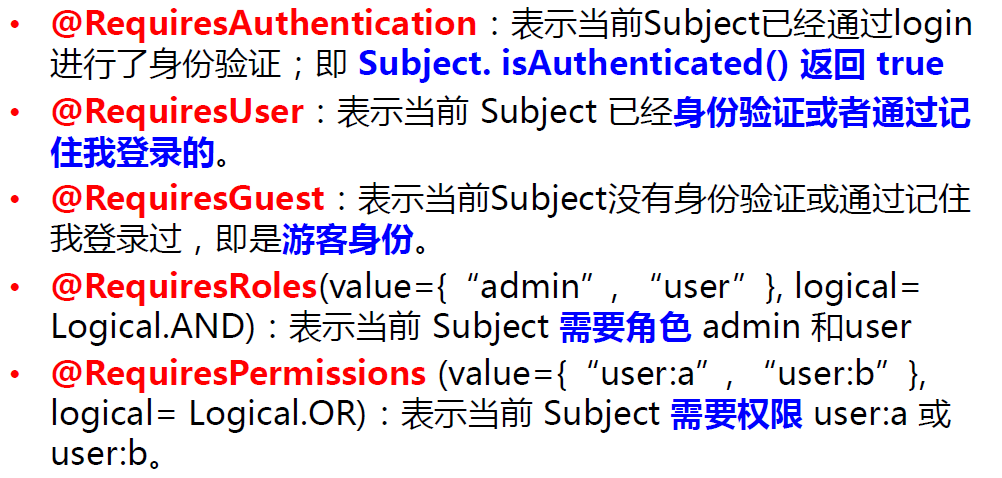 • @RequiresAuthentication：表示当前Subject已经通过login
进行了身份验证；即 Subject. isAuthenticated() 返回 true
• @RequiresUser：表示当前 Subject 已经身份验证或者通过记
住我登录的。
• @RequiresGuest：表示当前Subject没有身份验证或通过记住
我登录过，即是游客身份。
• @RequiresRoles(value={“admin”, “user”}, logical=
Logical.AND)：表示当前 Subject 需要角色 admin 和user
• @RequiresPermissions (value={“user:a”, “user:b”},
logical= Logical.OR)：表示当前 Subject 需要权限 user:a 或
user:b。